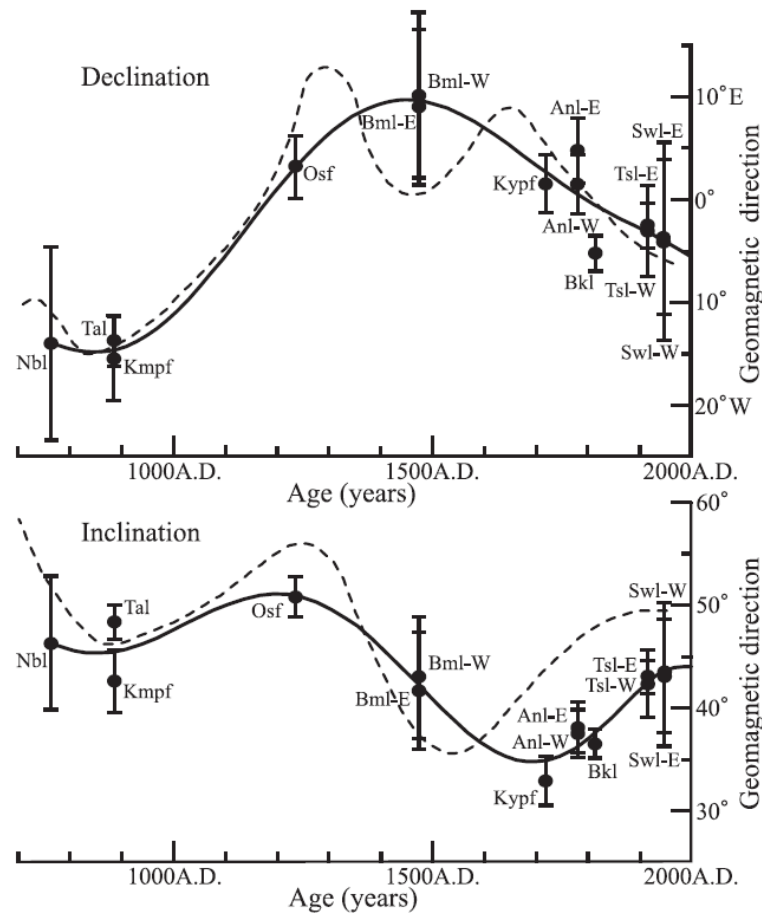 Declination
Bml-W
10˚E
Bml-E
Anl-E
Swl-E
Osf
Kypf
Tsl-E
0˚
Anl-W
Bkl
Tsl-W
10˚
Tal
Nbl
Kmpf
Swl-W
20˚W
Geomagnetic direction
1000A.D.
1500A.D.
2000A.D.
Age (years)
Inclination
60˚
Tal
Osf
Swl-W
50˚
Nbl
Kmpf
Bml-W
Bml-E
Tsl-E
Tsl-W
Anl-E
40˚
Anl-W
Bkl
Swl-E
Kypf
30˚
Geomagnetic direction
1000A.D.
1500A.D.
2000A.D.
Age (years)